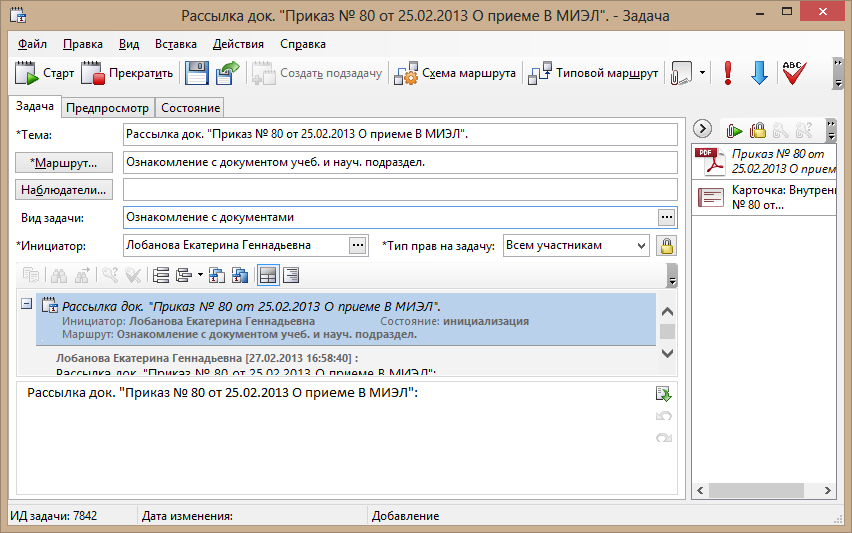 Рассылка док. "Приказ № 80 от 25.02.2013 О приеме В МИЭЛ". - Задача
Файл Правка Вид Вставка Действия Справка
Старт Прекратить Создать подзадачу Схема маршрута Типовой маршрут ABC
Задача Предпросмотр Состояние
*Тема: Рассылка док. "Приказ № 80 от 25.02.2013 О приеме В МИЭЛ".
*Маршрут... Ознакомление с документом учеб. и науч. подраздел.
Наблюдатели...
Вид задачи: Ознакомление с документами ...
*Инициатор: Лобанова Екатерина Геннадьевна ... *Тип прав на задачу: Всем участникам
Рассылка док. "Приказ № 80 от 25.02.2013 О приеме В МИЭЛ".
Инициатор: Лобанова Екатерина Геннадьевна Состояние: инициализация
Маршрут: Ознакомление с документом учеб. и науч. подраздел.
Лобанова Екатерина Геннадьевна [27.02.2013 16:58:40] :
Рассылка док. "Приказ № 80 от 25.02.2013 О приеме В МИЭЛ":
Рассылка док. "Приказ № 80 от 25.02.2013 О приеме В МИЭЛ":
PDF Приказ № 80 от
25.02.2013 О прием
Карточка: Внутрен
№ 80 от...
ИД задачи: 7842 Дата изменения: Добавление